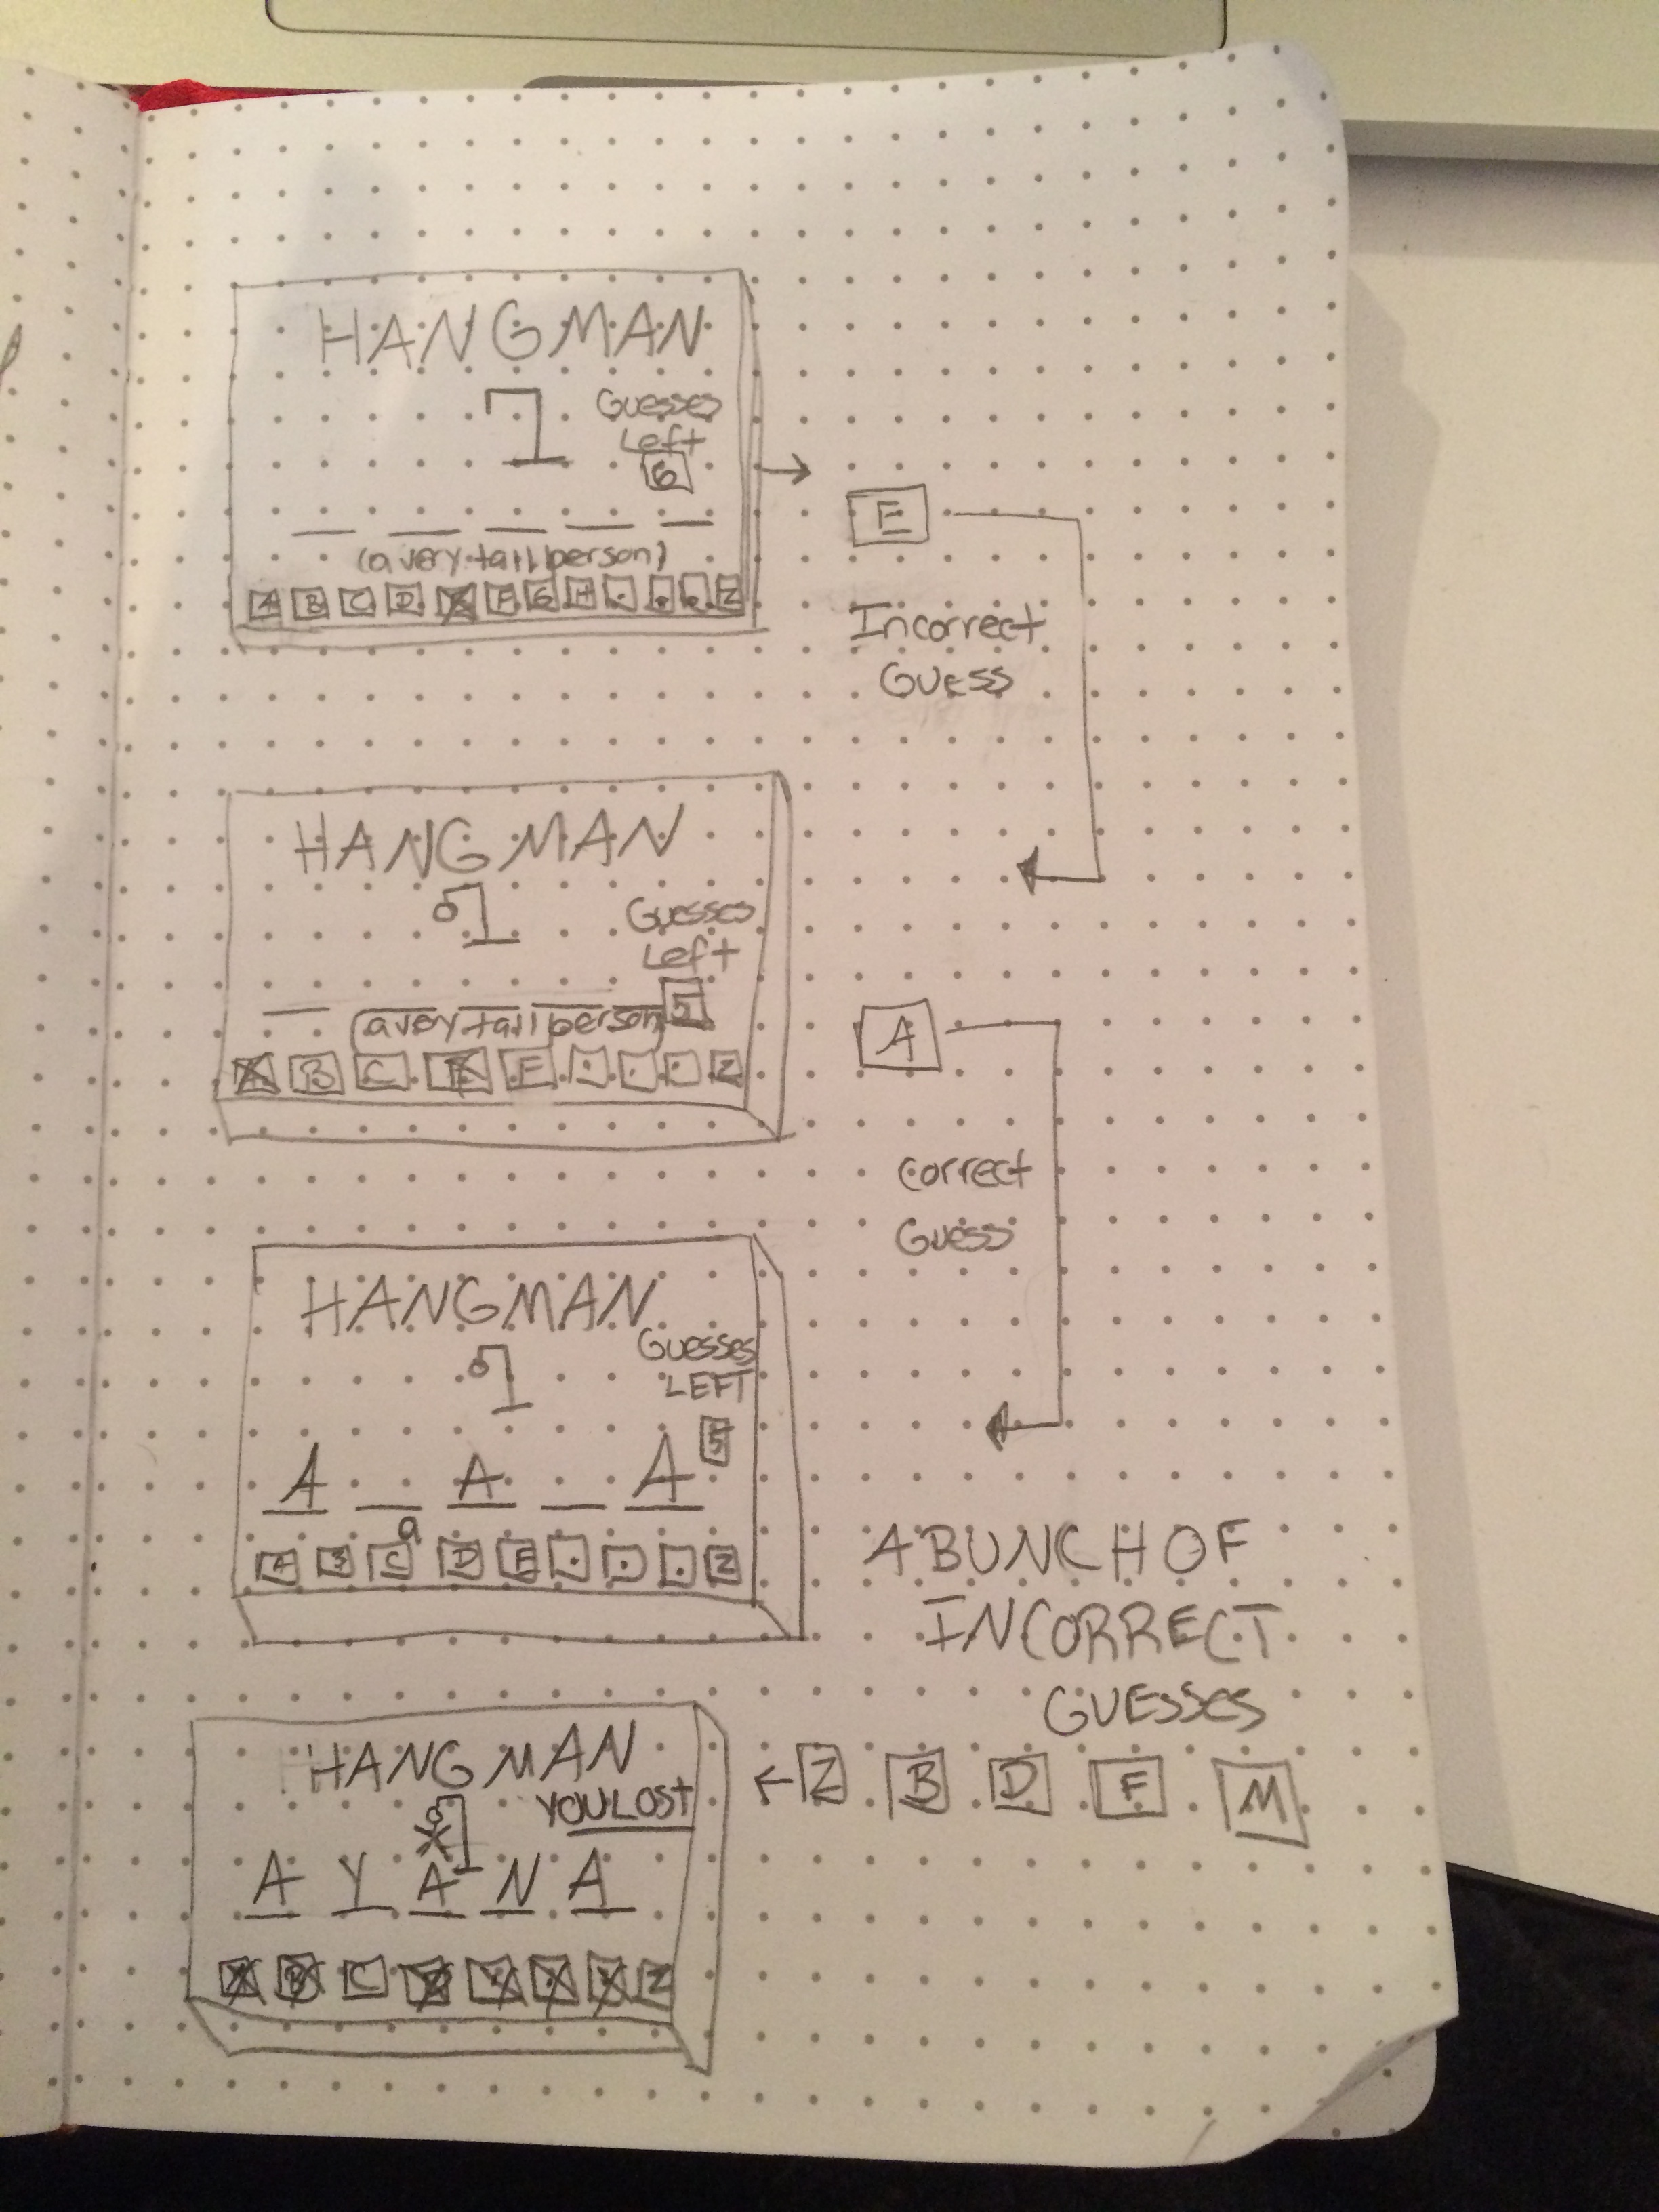 HANGMAN
Guesses
Left
6
(a very tall person)
A B C D E F G H . . . Z
E
Incorrect
Guess
HANGMAN
Guesses
Left
5
(a very tall person)
A B C E . . . Z
A
Correct
Guess
HANGMAN
Guesses
LEFT
5
A _ A _ A
a
A B C D E . . . . Z
A BUNCH OF
INCORRECT
GUESSES
Z B D F M
HANGMAN
YOU LOST
A Y A N A
A B C Z